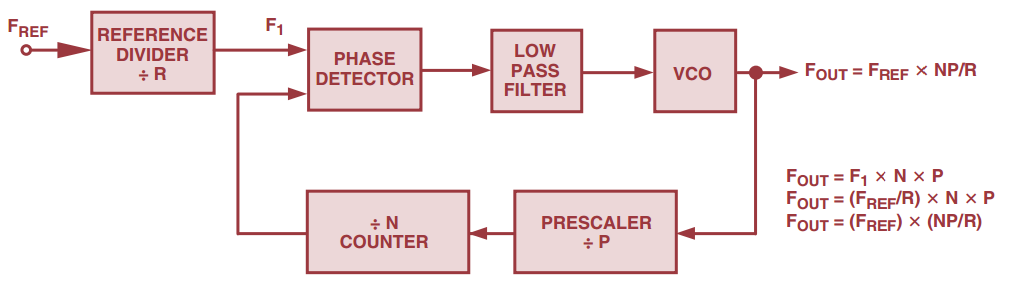 FREF
REFERENCE
DIVIDER
÷ R
F1
PHASE
DETECTOR
LOW
PASS
FILTER
VCO
FOUT = FREF × NP/R
FOUT = F1 × N × P
FOUT = (FREF/R) × N × P
FOUT = (FREF) × (NP/R)
÷ N
COUNTER
PRESCALER
÷ P